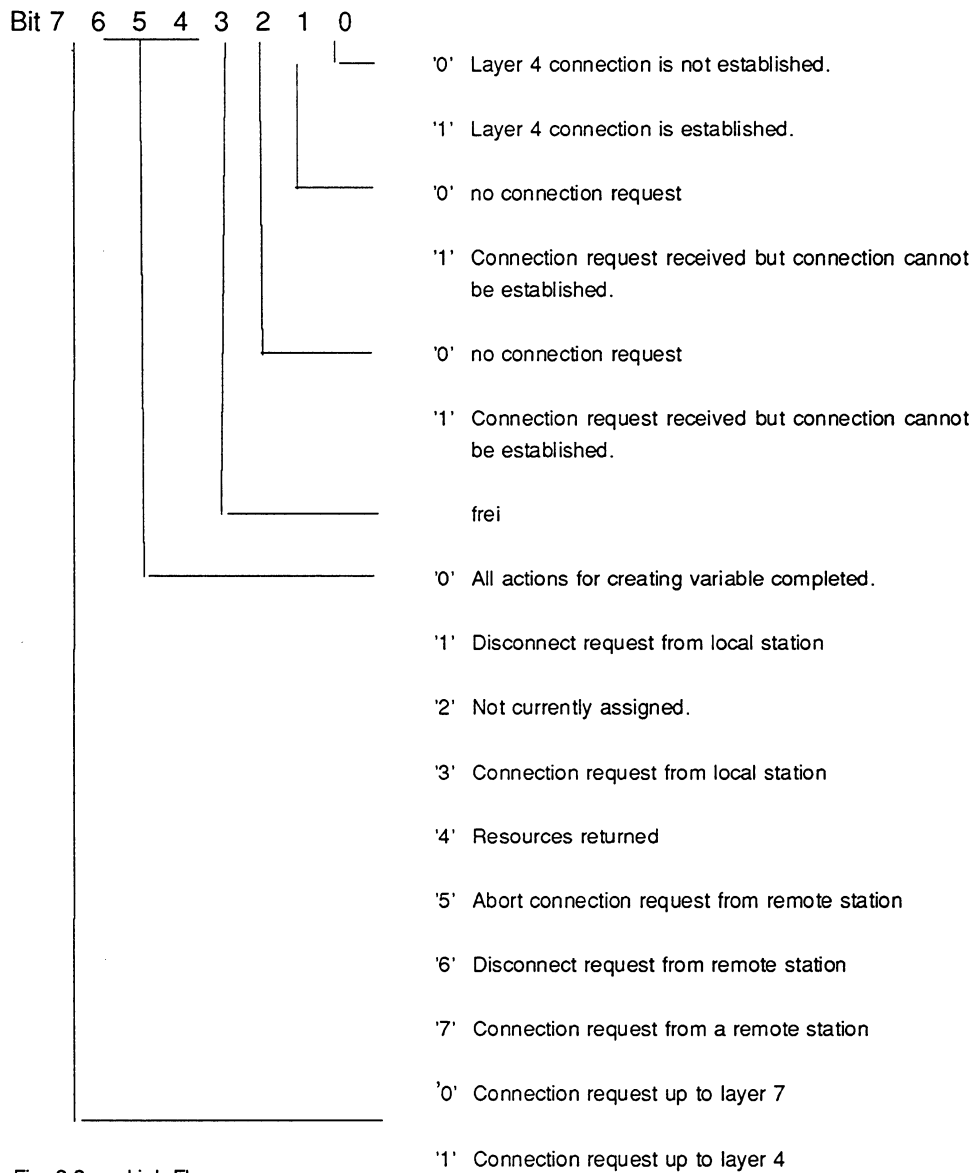 Bit 7 6 5 4 3 2 1 0
'0' Layer 4 connection is not established.
'1' Layer 4 connection is established.
'0' no connection request
'1' Connection request received but connection cannot
be established.
'0' no connection request
'1' Connection request received but connection cannot
be established.
frei
'0' All actions for creating variable completed.
'1' Disconnect request from local station
'2' Not currently assigned.
'3' Connection request from local station
'4' Resources returned
'5' Abort connection request from remote station
'6' Disconnect request from remote station
'7' Connection request from a remote station
'0' Connection request up to layer 7
'1' Connection request up to layer 4